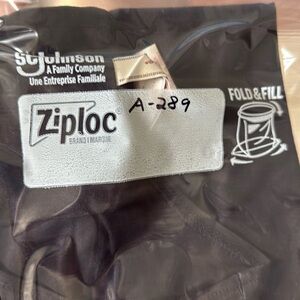 SC Johnson
A Family Company
Une Entreprise Familiale
A-289
Ziploc
BRAND | MARQUE
FOLD & FILL